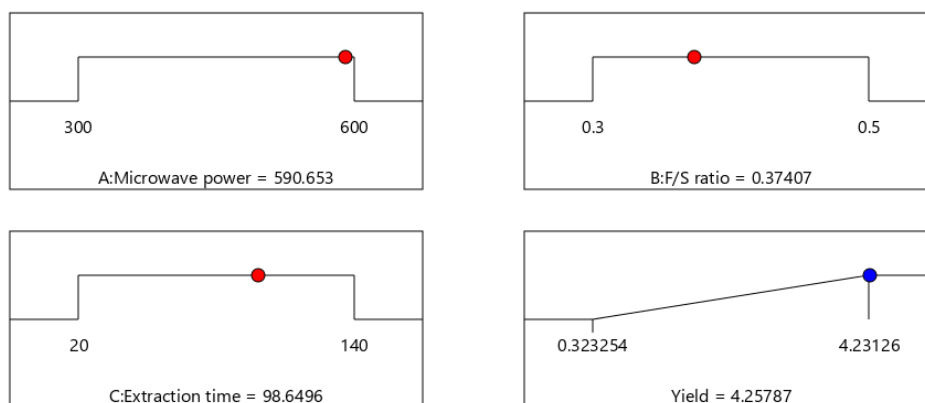 300 600
A:Microwave power = 590.653
0.3 0.5
B:F/S ratio = 0.37407
20 140
C:Extraction time = 98.6496
0.323254 4.23126
Yield = 4.25787